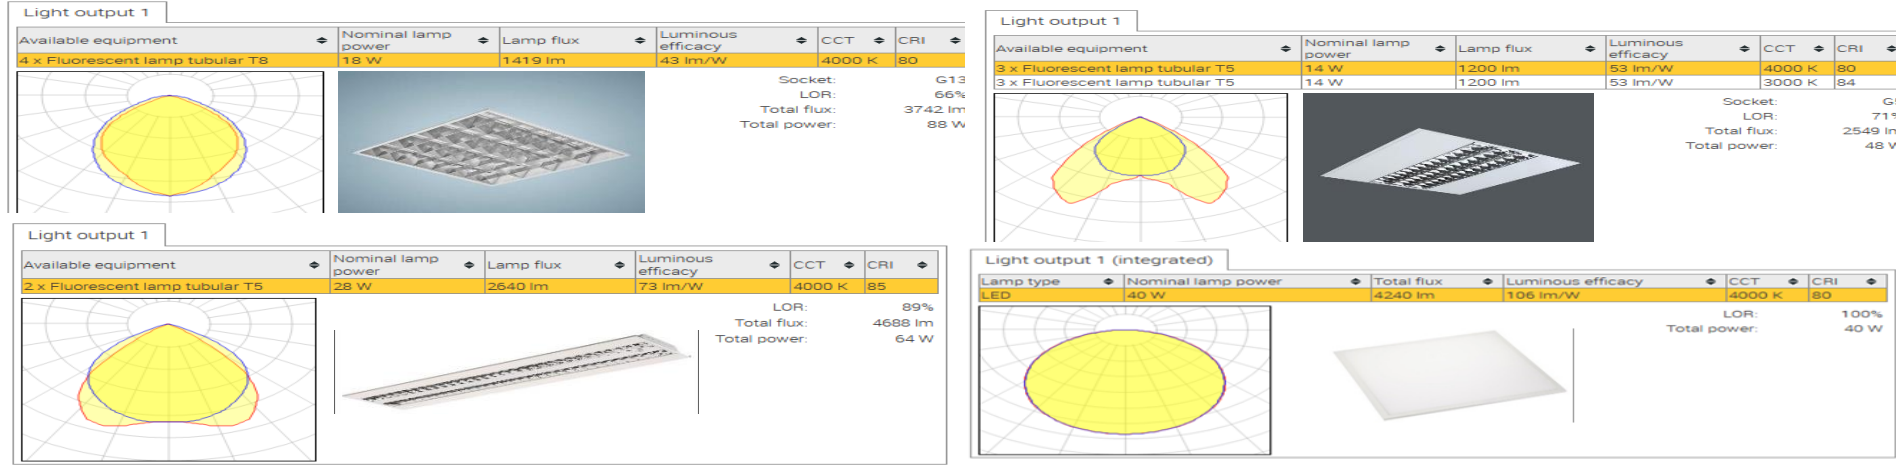 Light output 1
Available equipment Nominal lamp power Lamp flux Luminous efficacy CCT CRI
4 x Fluorescent lamp tubular T8 18 W 1419 lm 43 lm/W 4000 K 80
Socket: G13
LOR: 66%
Total flux: 3742 lm
Total power: 88 W
Light output 1
Available equipment Nominal lamp power Lamp flux Luminous efficacy CCT CRI
3 x Fluorescent lamp tubular T5 14 W 1200 lm 53 lm/W 4000 K 80
3 x Fluorescent lamp tubular T5 14 W 1200 lm 53 lm/W 3000 K 84
Socket:
LOR: 71%
Total flux: 2549 lm
Total power: 48 W
Light output 1
Available equipment Nominal lamp power Lamp flux Luminous efficacy CCT CRI
2 x Fluorescent lamp tubular T5 28 W 2640 lm 73 lm/W 4000 K 85
LOR: 89%
Total flux: 4688 lm
Total power: 64 W
Light output 1 (integrated)
Lamp type Nominal lamp power Total flux Luminous efficacy CCT CRI
LED 40 W 4240 lm 106 lm/W 4000 K 80
LOR: 100%
Total power: 40 W